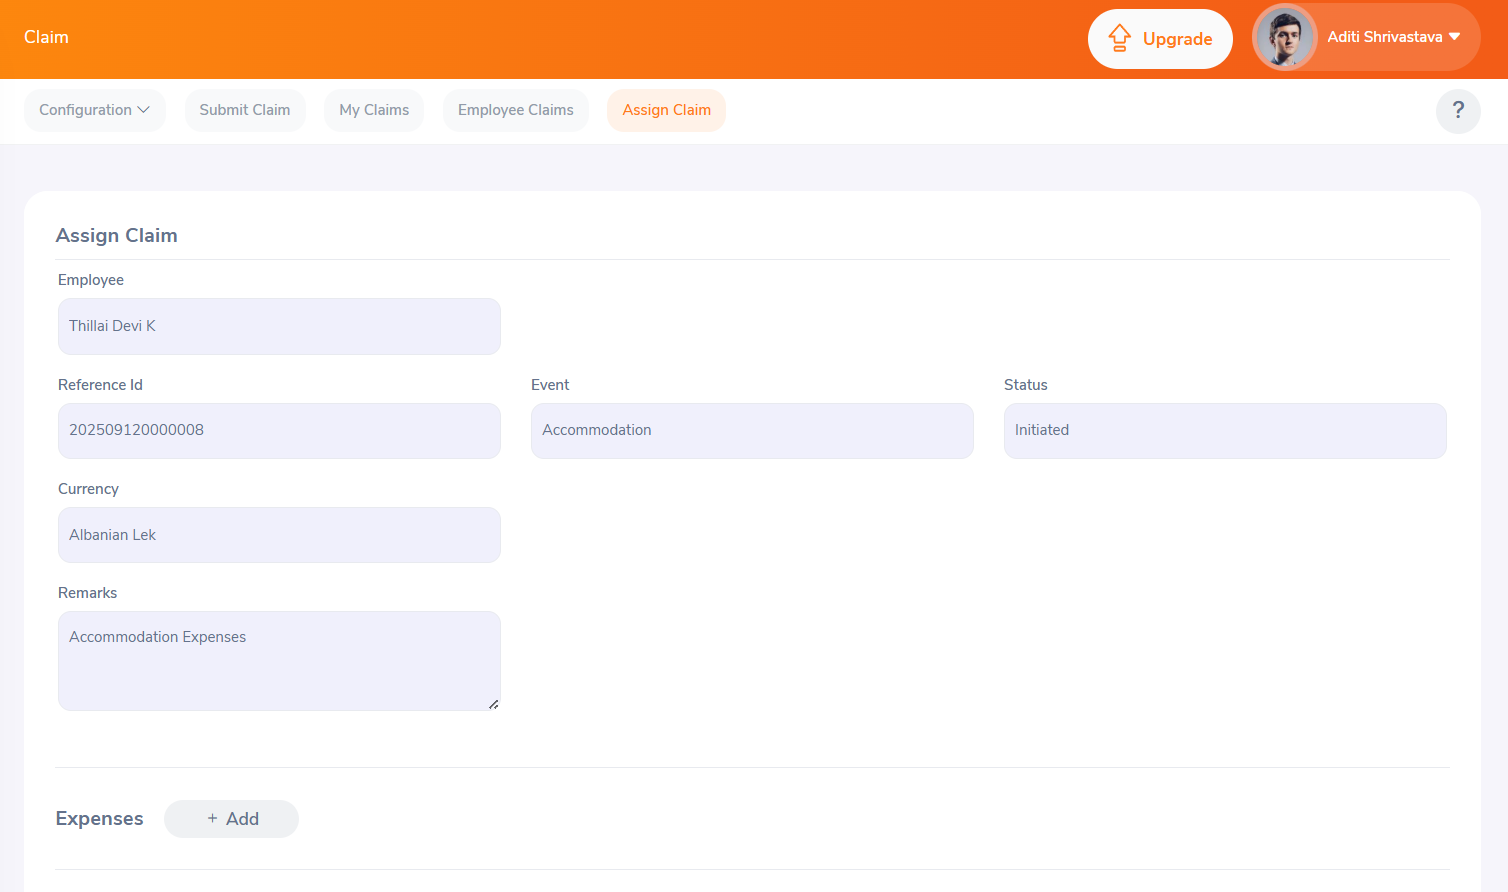 Claim
Upgrade
Aditi Shrivastava
Configuration
Submit Claim
My Claims
Employee Claims
Assign Claim
?
Assign Claim
Employee
Thillai Devi K
Reference Id
Event
Status
202509120000008
Accommodation
Initiated
Currency
Albanian Lek
Remarks
Accommodation Expenses
Expenses
+ Add